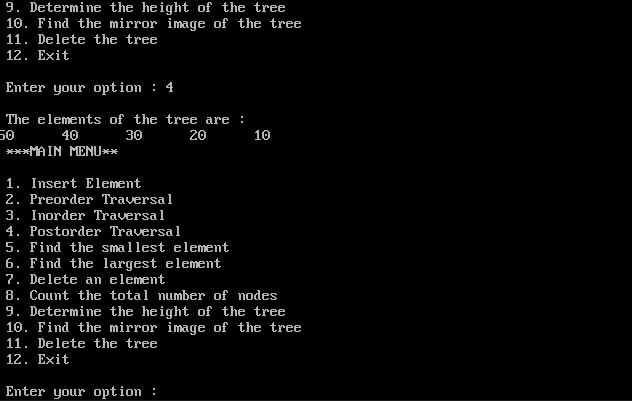 9. Determine the height of the tree
10. Find the mirror image of the tree
11. Delete the tree
12. Exit
Enter your option : 4
The elements of the tree are :
50 40 30 20 10
***MAIN MENU**
1. Insert Element
2. Preorder Traversal
3. Inorder Traversal
4. Postorder Traversal
5. Find the smallest element
6. Find the largest element
7. Delete an element
8. Count the total number of nodes
9. Determine the height of the tree
10. Find the mirror image of the tree
11. Delete the tree
12. Exit
Enter your option :